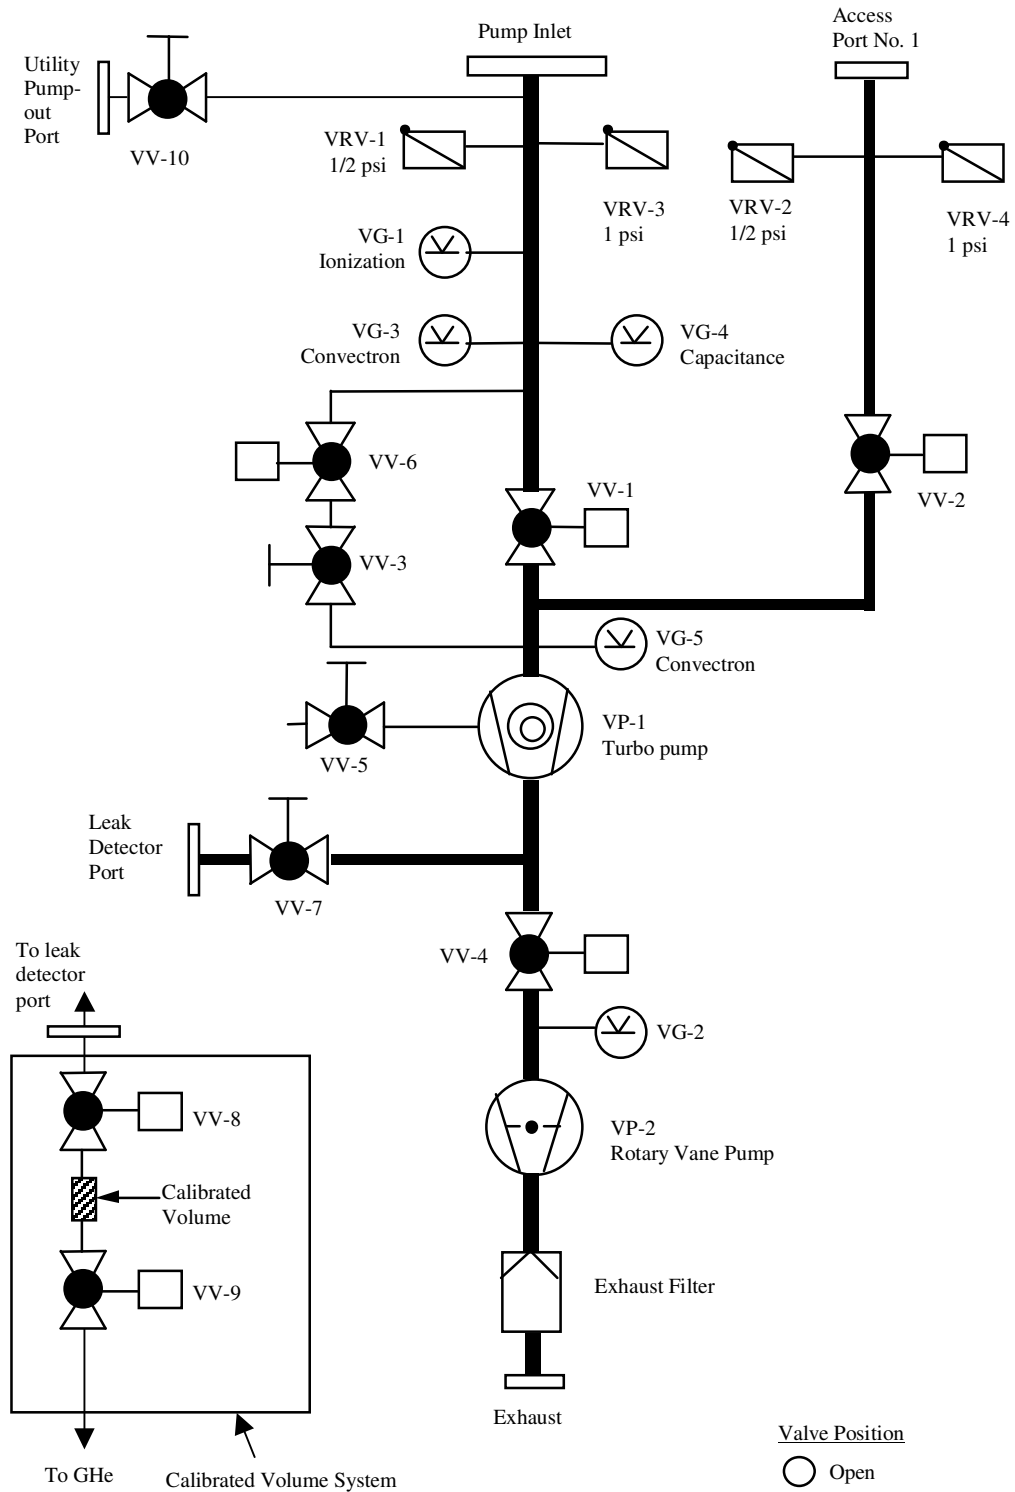 Pump Inlet
Access
Port No. 1
Utility
Pump-
out
Port
VV-10
VRV-1
1/2 psi
VRV-3
1 psi
VRV-2
1/2 psi
VRV-4
1 psi
VG-1
Ionization
VG-3
Convectron
VG-4
Capacitance
VV-6
VV-1
VV-2
VV-3
VG-5
Convectron
VV-5
VP-1
Turbo pump
Leak
Detector
Port
VV-7
To leak
detector
port
VV-4
VG-2
VV-8
VP-2
Rotary Vane Pump
Calibrated
Volume
VV-9
Exhaust Filter
Exhaust
To GHe
Calibrated Volume System
Valve Position
Open